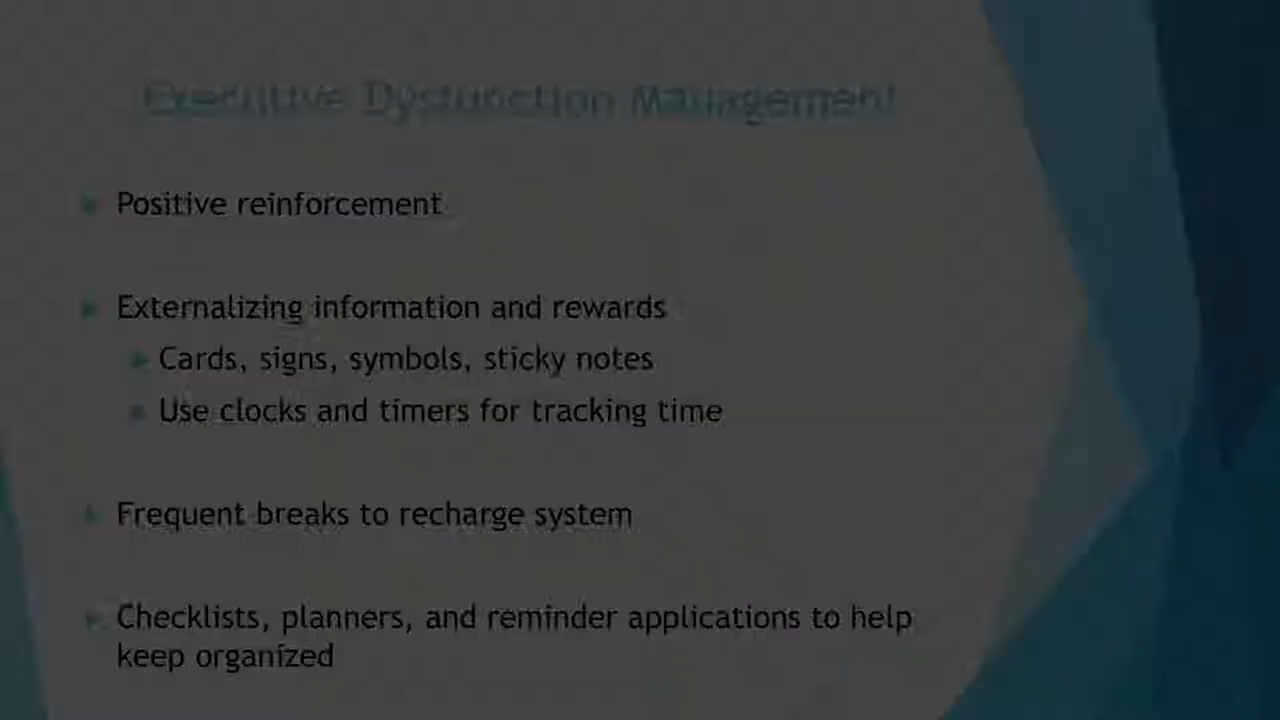 Executive Dysfunction Management
Positive reinforcement
Externalizing information and rewards
Cards, signs, symbols, sticky notes
Use clocks and timers for tracking time
Frequent breaks to recharge system
Checklists, planners, and reminder applications to help
keep organized